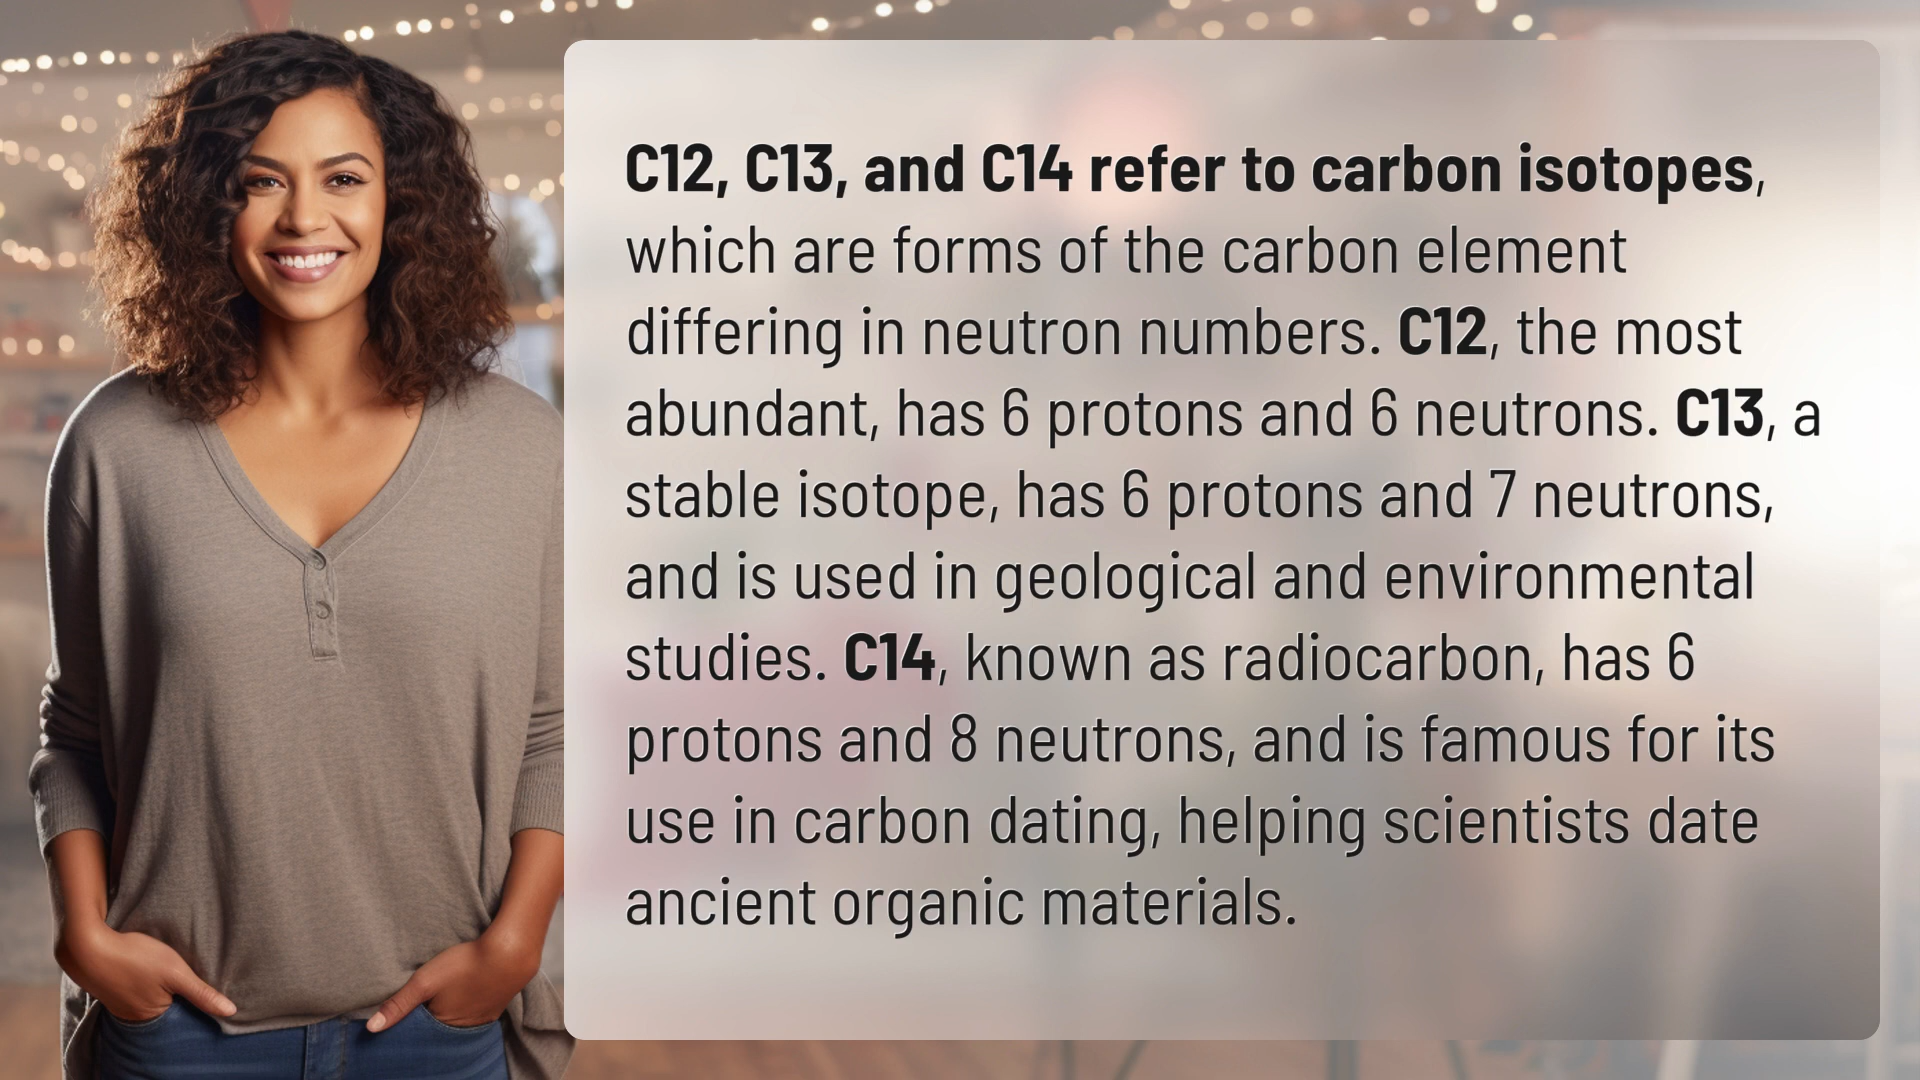 C12, C13, and C14 refer to carbon isotopes,
which are forms of the carbon element
differing in neutron numbers. C12, the most
abundant, has 6 protons and 6 neutrons. C13, a
stable isotope, has 6 protons and 7 neutrons,
and is used in geological and environmental
studies. C14, known as radiocarbon, has 6
protons and 8 neutrons, and is famous for its
use in carbon dating, helping scientists date
ancient organic materials.